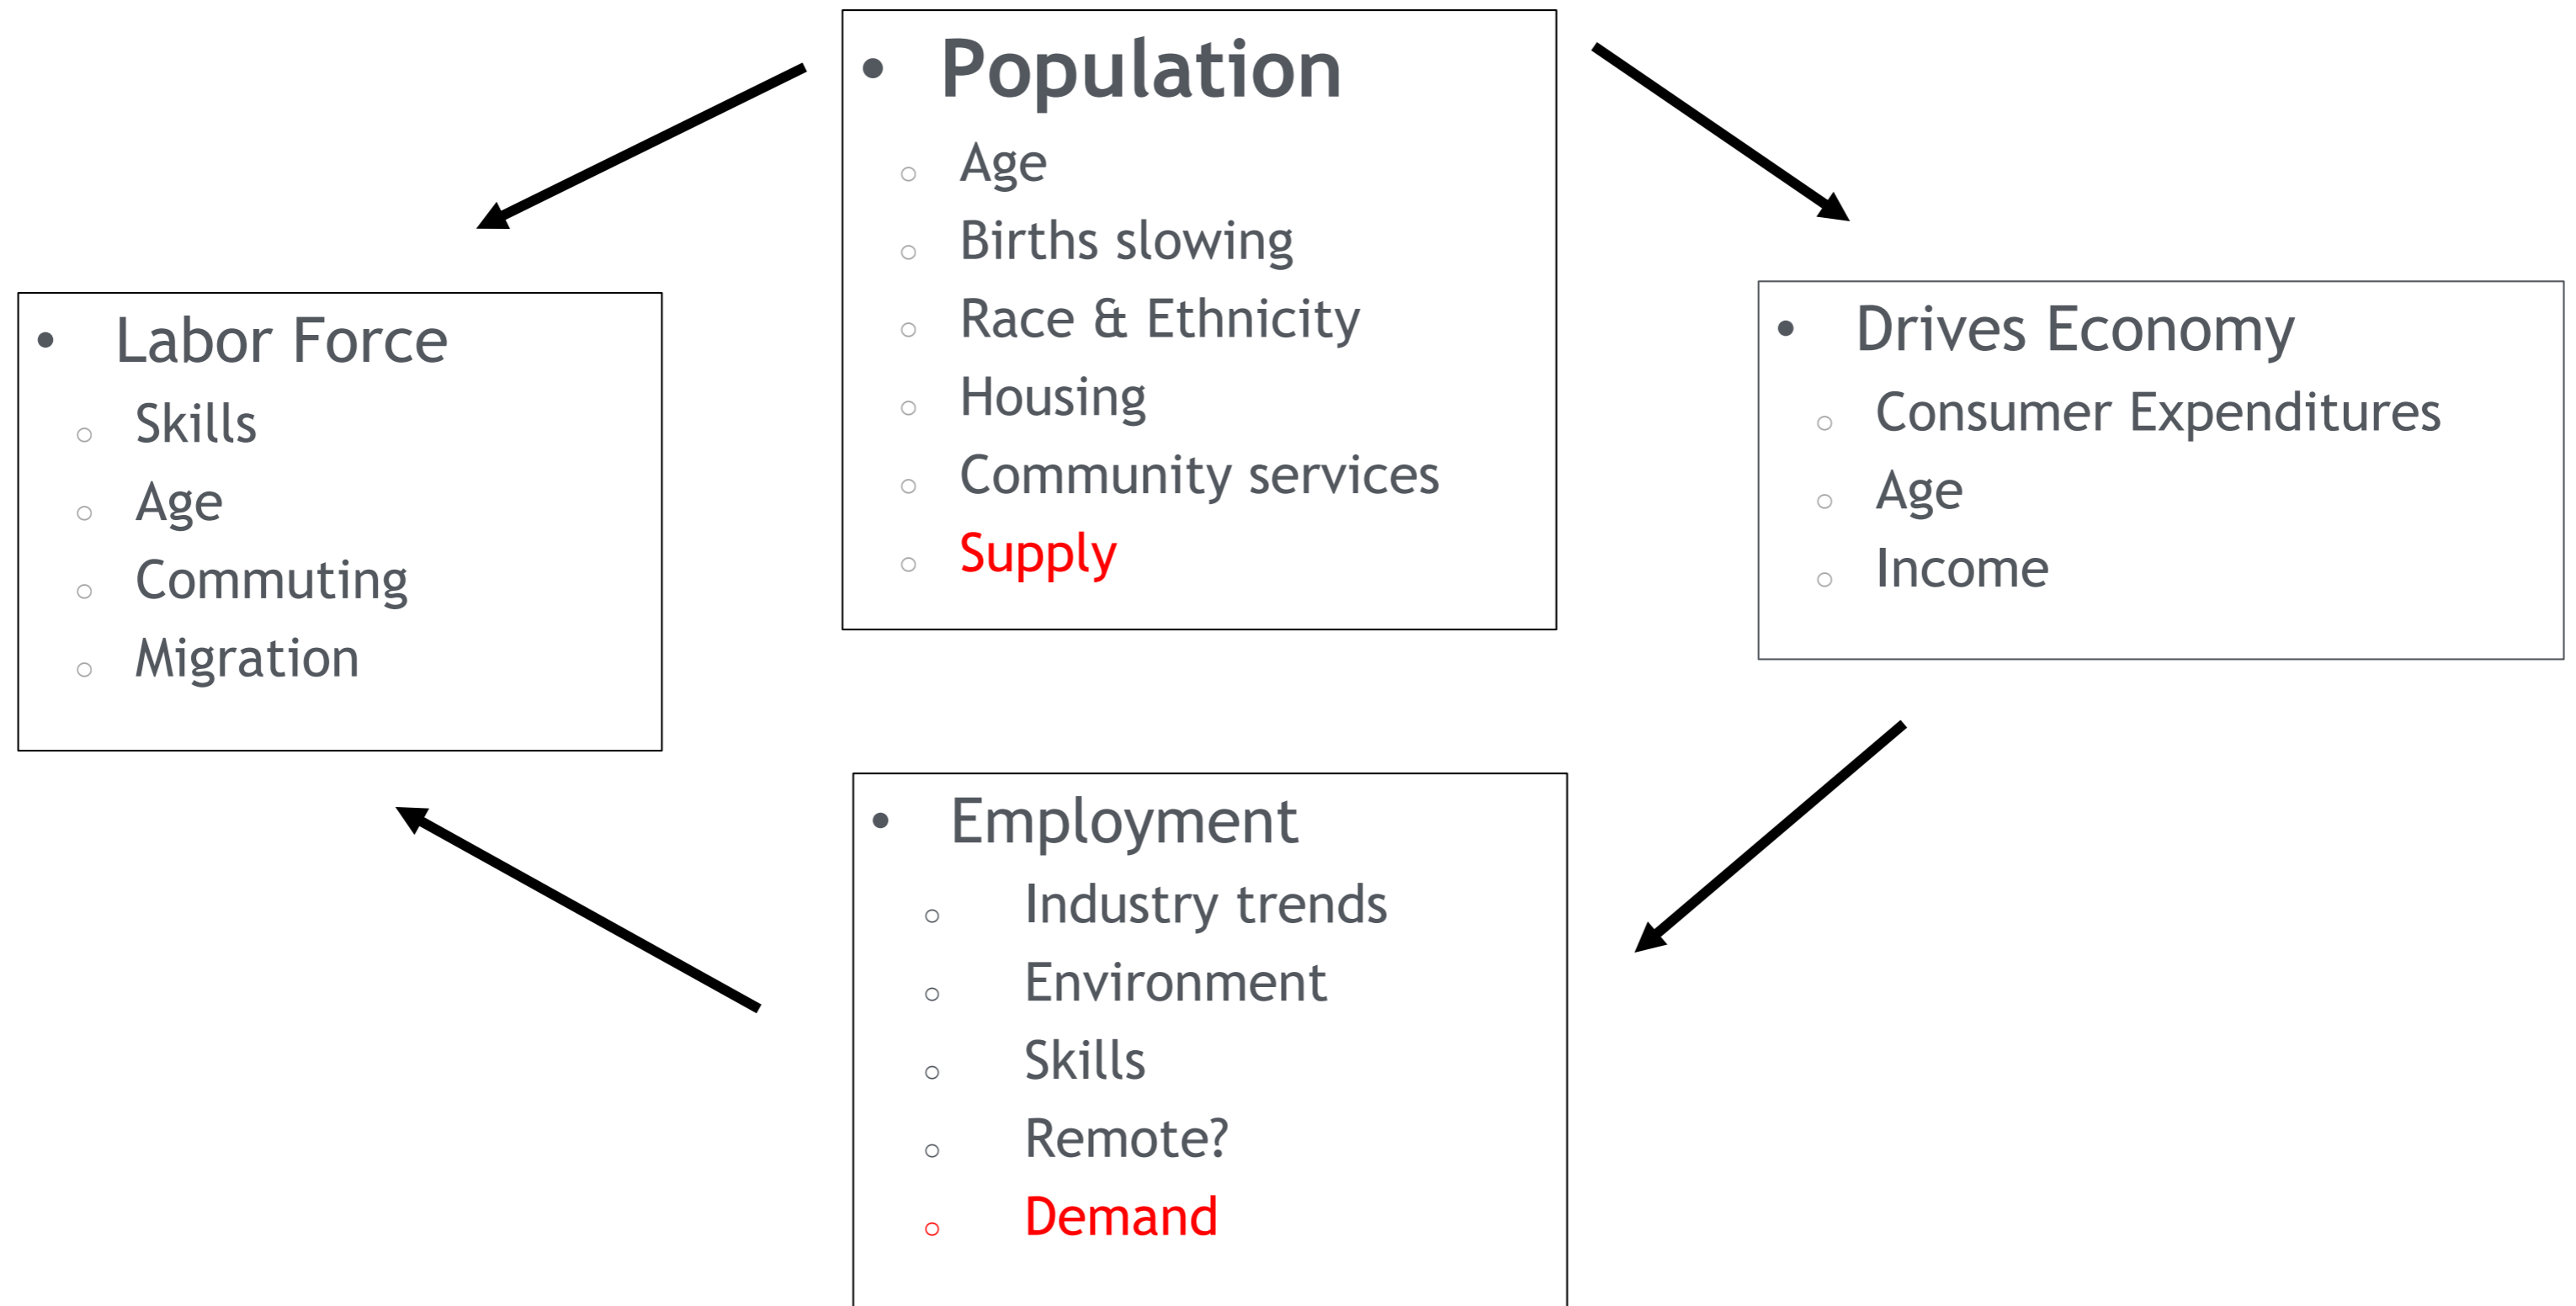 • Population
○ Age
○ Births slowing
○ Race & Ethnicity
○ Housing
○ Community services
○ Supply
• Labor Force
○ Skills
○ Age
○ Commuting
○ Migration
• Drives Economy
○ Consumer Expenditures
○ Age
○ Income
• Employment
○ Industry trends
○ Environment
○ Skills
○ Remote?
○ Demand